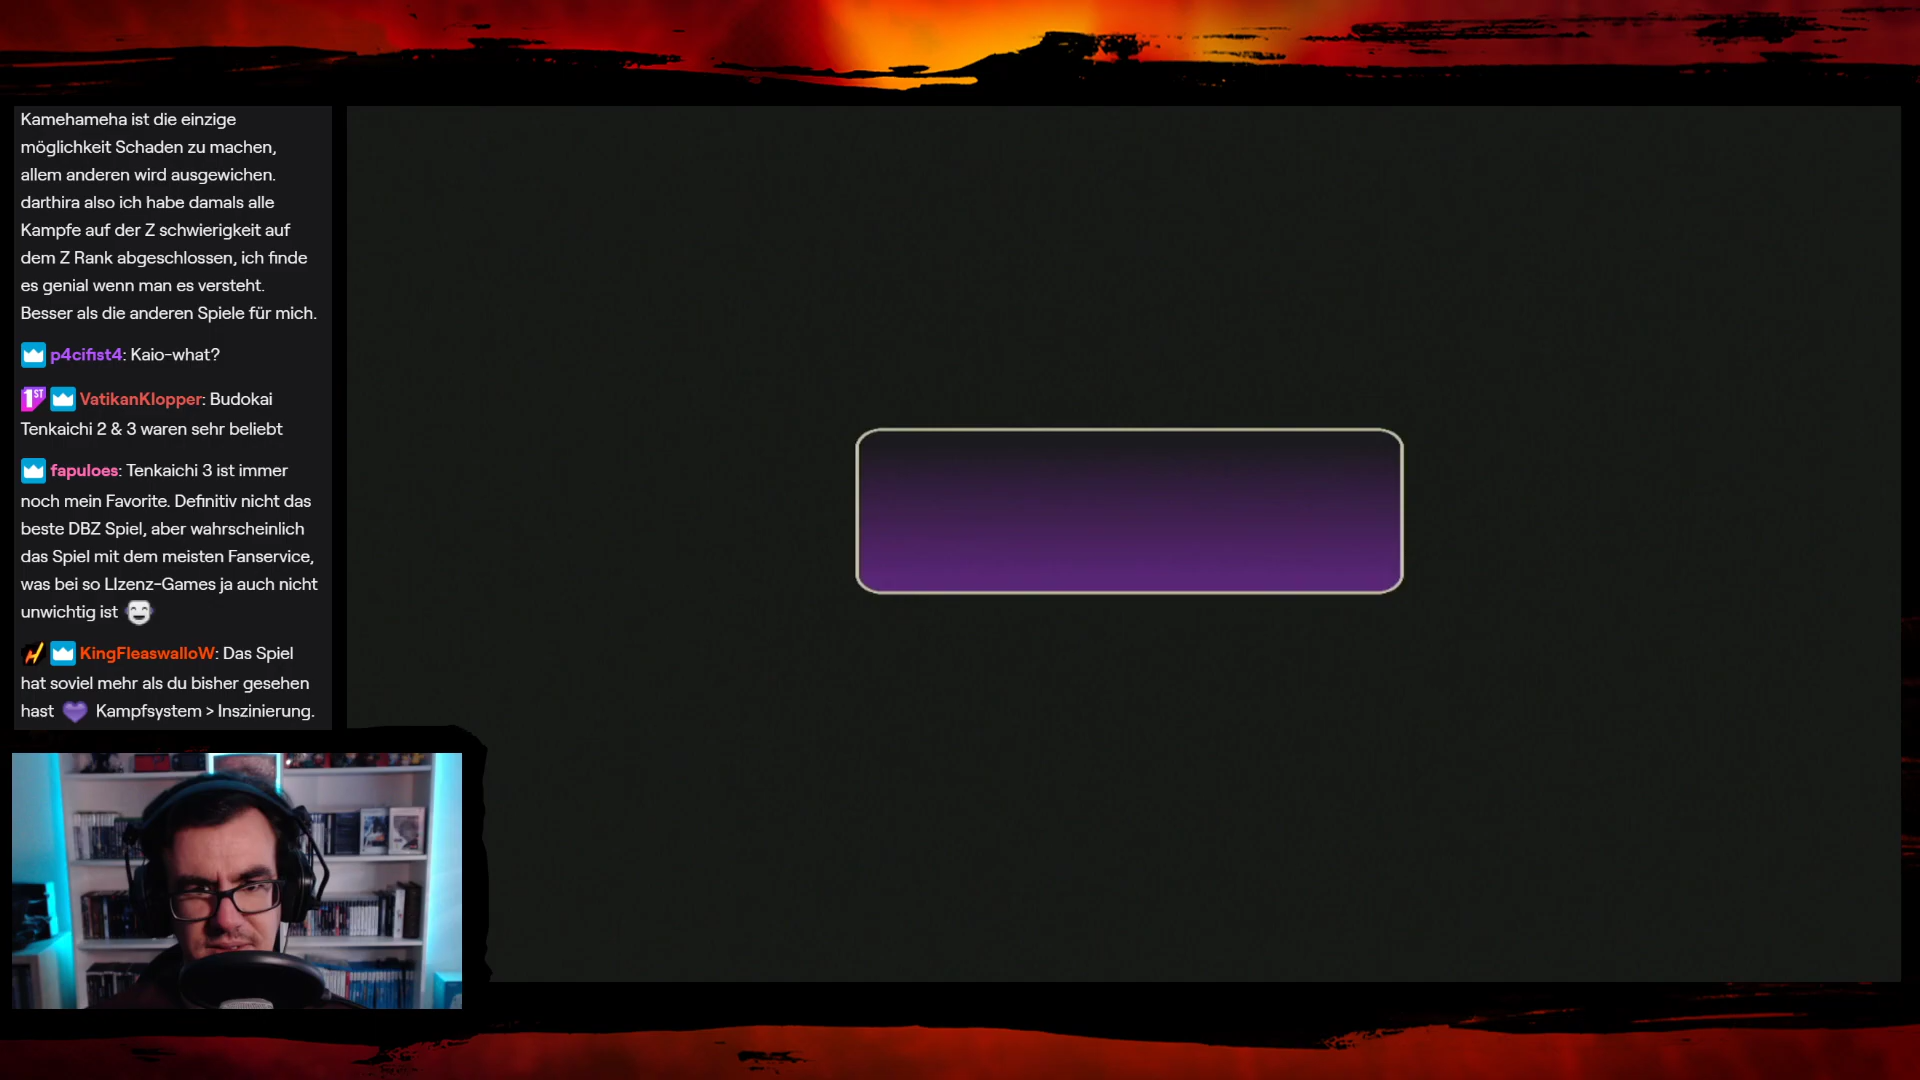 Kamehameha ist die einzige
möglichkeit Schaden zu machen,
allem anderen wird ausgewichen.
darthira also ich habe damals alle
Kampfe auf der Z schwierigkeit auf
dem Z Rank abgeschlossen, ich finde
es genial wenn man es versteht.
Besser als die anderen Spiele für mich.
p4cifist4: Kaio-what?
1ST VatikanKlopper: Budokai
Tenkaichi 2 & 3 waren sehr beliebt
fapuloes: Tenkaichi 3 ist immer
noch mein Favorite. Definitiv nicht das
beste DBZ Spiel, aber wahrscheinlich
das Spiel mit dem meisten Fanservice,
was bei so LIzenz-Games ja auch nicht
unwichtig ist
KingFleaswalloW: Das Spiel
hat soviel mehr als du bisher gesehen
hast Kampfsystem > Inszinierung.